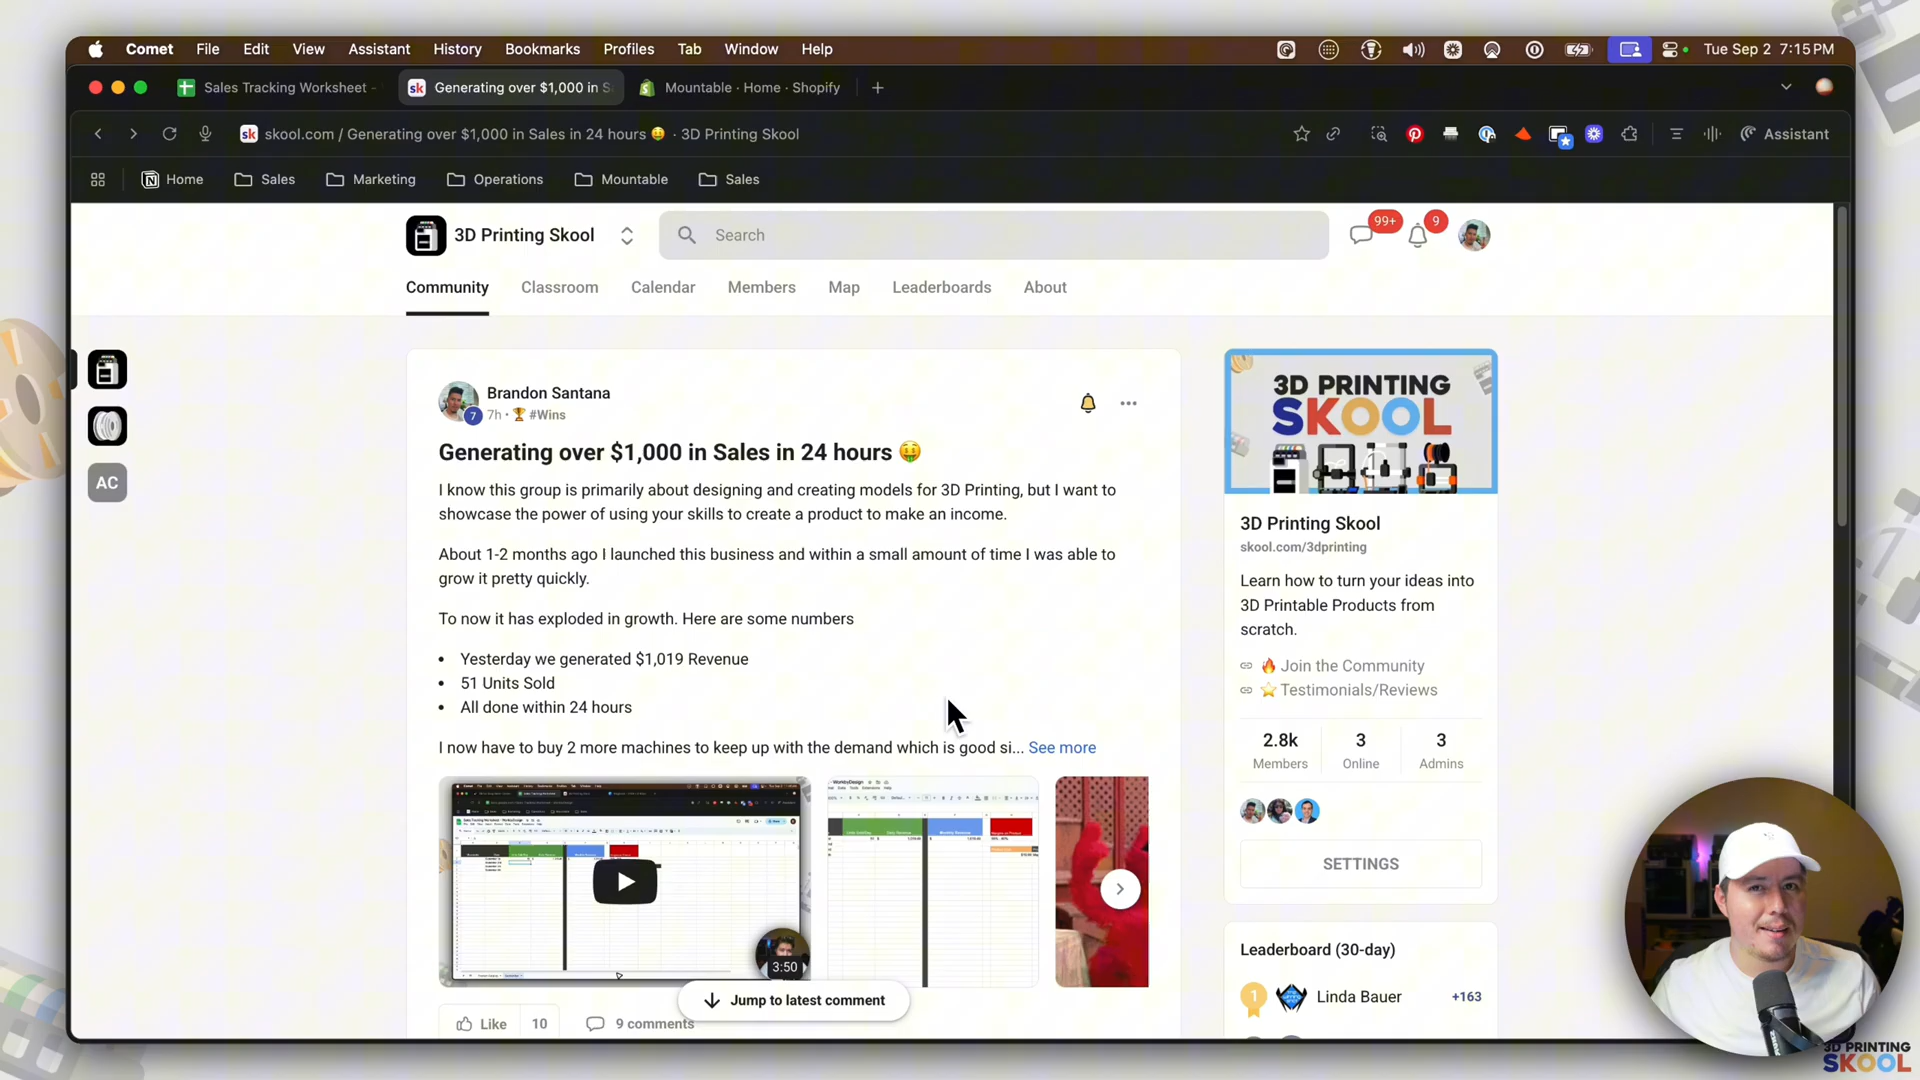 Comet File Edit View Assistant History Bookmarks Profiles Tab Window Help Tue Sep 2 7:15 PM
Sales Tracking Worksheet - sk Generating over $1,000 in S Mountable · Home · Shopify
sk skool.com / Generating over $1,000 in Sales in 24 hours 🤑 · 3D Printing Skool Assistant
Home Sales Marketing Operations Mountable Sales
3D Printing Skool Search 99+ 9
Community Classroom Calendar Members Map Leaderboards About
AC
Brandon Santana
7 7h • 🏆 #Wins
Generating over $1,000 in Sales in 24 hours 🤑
I know this group is primarily about designing and creating models for 3D Printing, but I want to
showcase the power of using your skills to create a product to make an income.
About 1-2 months ago I launched this business and within a small amount of time I was able to
grow it pretty quickly.
To now it has exploded in growth. Here are some numbers
• Yesterday we generated $1,019 Revenue
• 51 Units Sold
• All done within 24 hours
I now have to buy 2 more machines to keep up with the demand which is good si... See more
3:50
Jump to latest comment
Like 10 9 comments
3D PRINTING
SKOOL
3D Printing Skool
skool.com/3dprinting
Learn how to turn your ideas into
3D Printable Products from
scratch.
🔥 Join the Community
⭐ Testimonials/Reviews
2.8k 3 3
Members Online Admins
SETTINGS
Leaderboard (30-day)
1 Linda Bauer +163
3D PRINTING
SKOOL